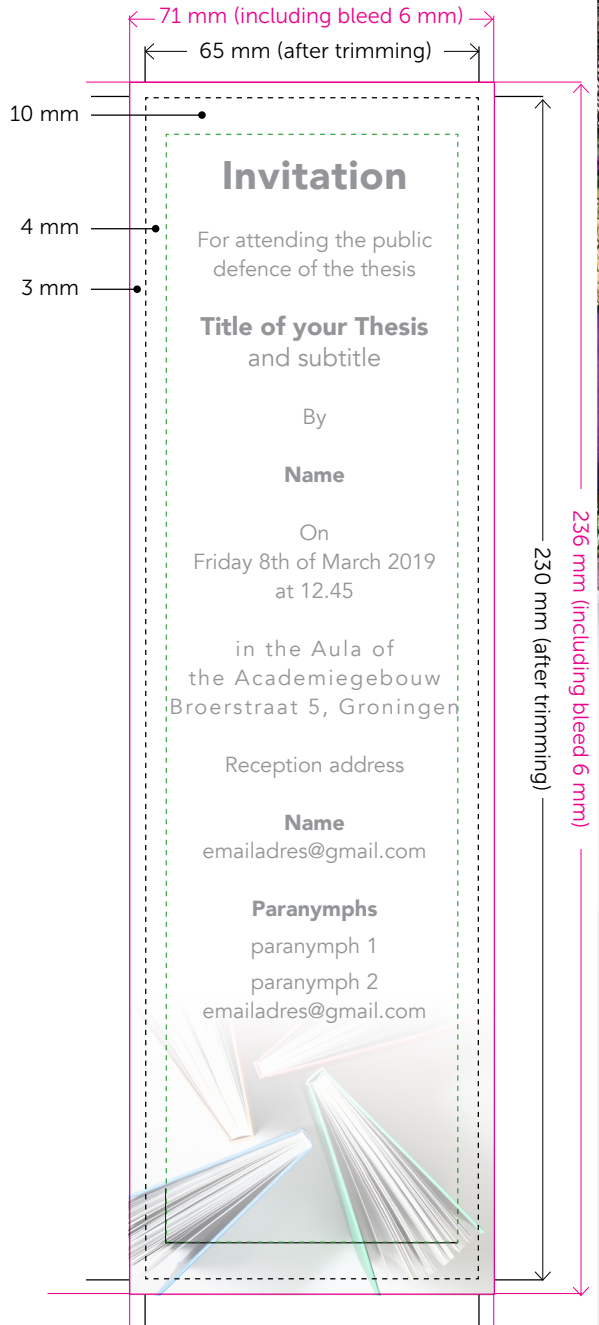 71 mm (including bleed 6 mm)
65 mm (after trimming)
10 mm
4 mm
3 mm
Invitation
For attending the public
defence of the thesis
Title of your Thesis
and subtitle
By
Name
On
Friday 8th of March 2019
at 12.45
in the Aula of
the Academiegebouw
Broerstraat 5, Groningen
Reception address
Name
emailadres@gmail.com
Paranymphs
paranymph 1
paranymph 2
emailadres@gmail.com
230 mm (after trimming)
236 mm (including bleed 6 mm)